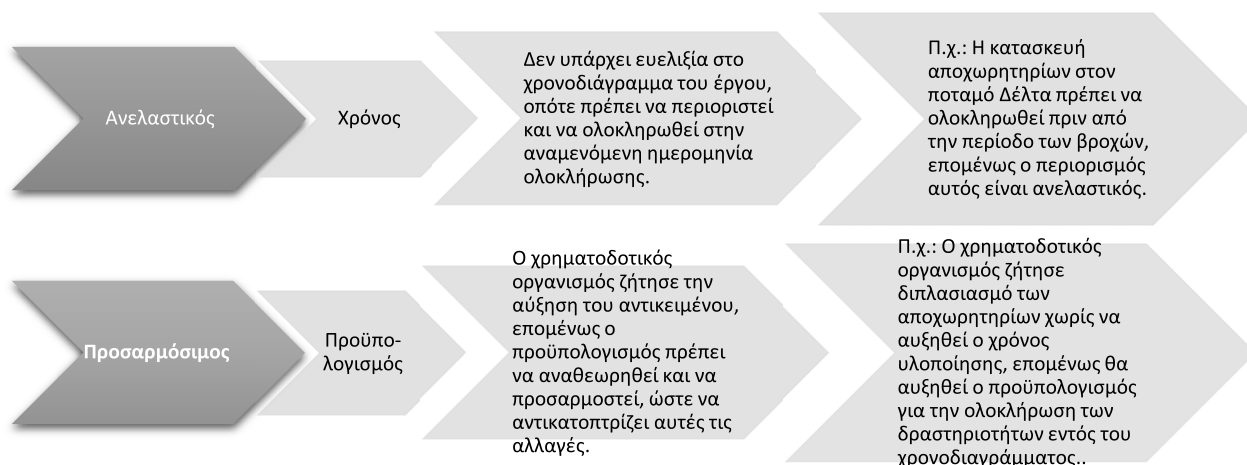 Ανελαστικός
Χρόνος
Δεν υπάρχει ευελιξία στο
χρονοδιάγραμμα του έργου,
οπότε πρέπει να περιοριστεί
και να ολοκληρωθεί στην
αναμενόμενη ημερομηνία
ολοκλήρωσης.
Π.χ.: Η κατασκευή
αποχωρητηρίων στον
ποταμό Δέλτα πρέπει να
ολοκληρωθεί πριν από
την περίοδο των βροχών,
επομένως ο περιορισμός
αυτός είναι ανελαστικός.
Προσαρμόσιμος
Προϋπο-
λογισμός
Ο χρηματοδοτικός
οργανισμός ζήτησε την
αύξηση του αντικειμένου,
επομένως ο
προϋπολογισμός πρέπει
να αναθεωρηθεί και να
προσαρμοστεί, ώστε να
αντικατοπτρίζει αυτές τις
αλλαγές.
Π.χ.: Ο χρηματοδοτικός
οργανισμός ζήτησε
διπλασιασμό των
αποχωρητηρίων χωρίς να
αυξηθεί ο χρόνος
υλοποίησης, επομένως θα
αυξηθεί ο προϋπολογισμός
για την ολοκλήρωση των
δραστηριοτήτων εντός του
χρονοδιαγράμματος..